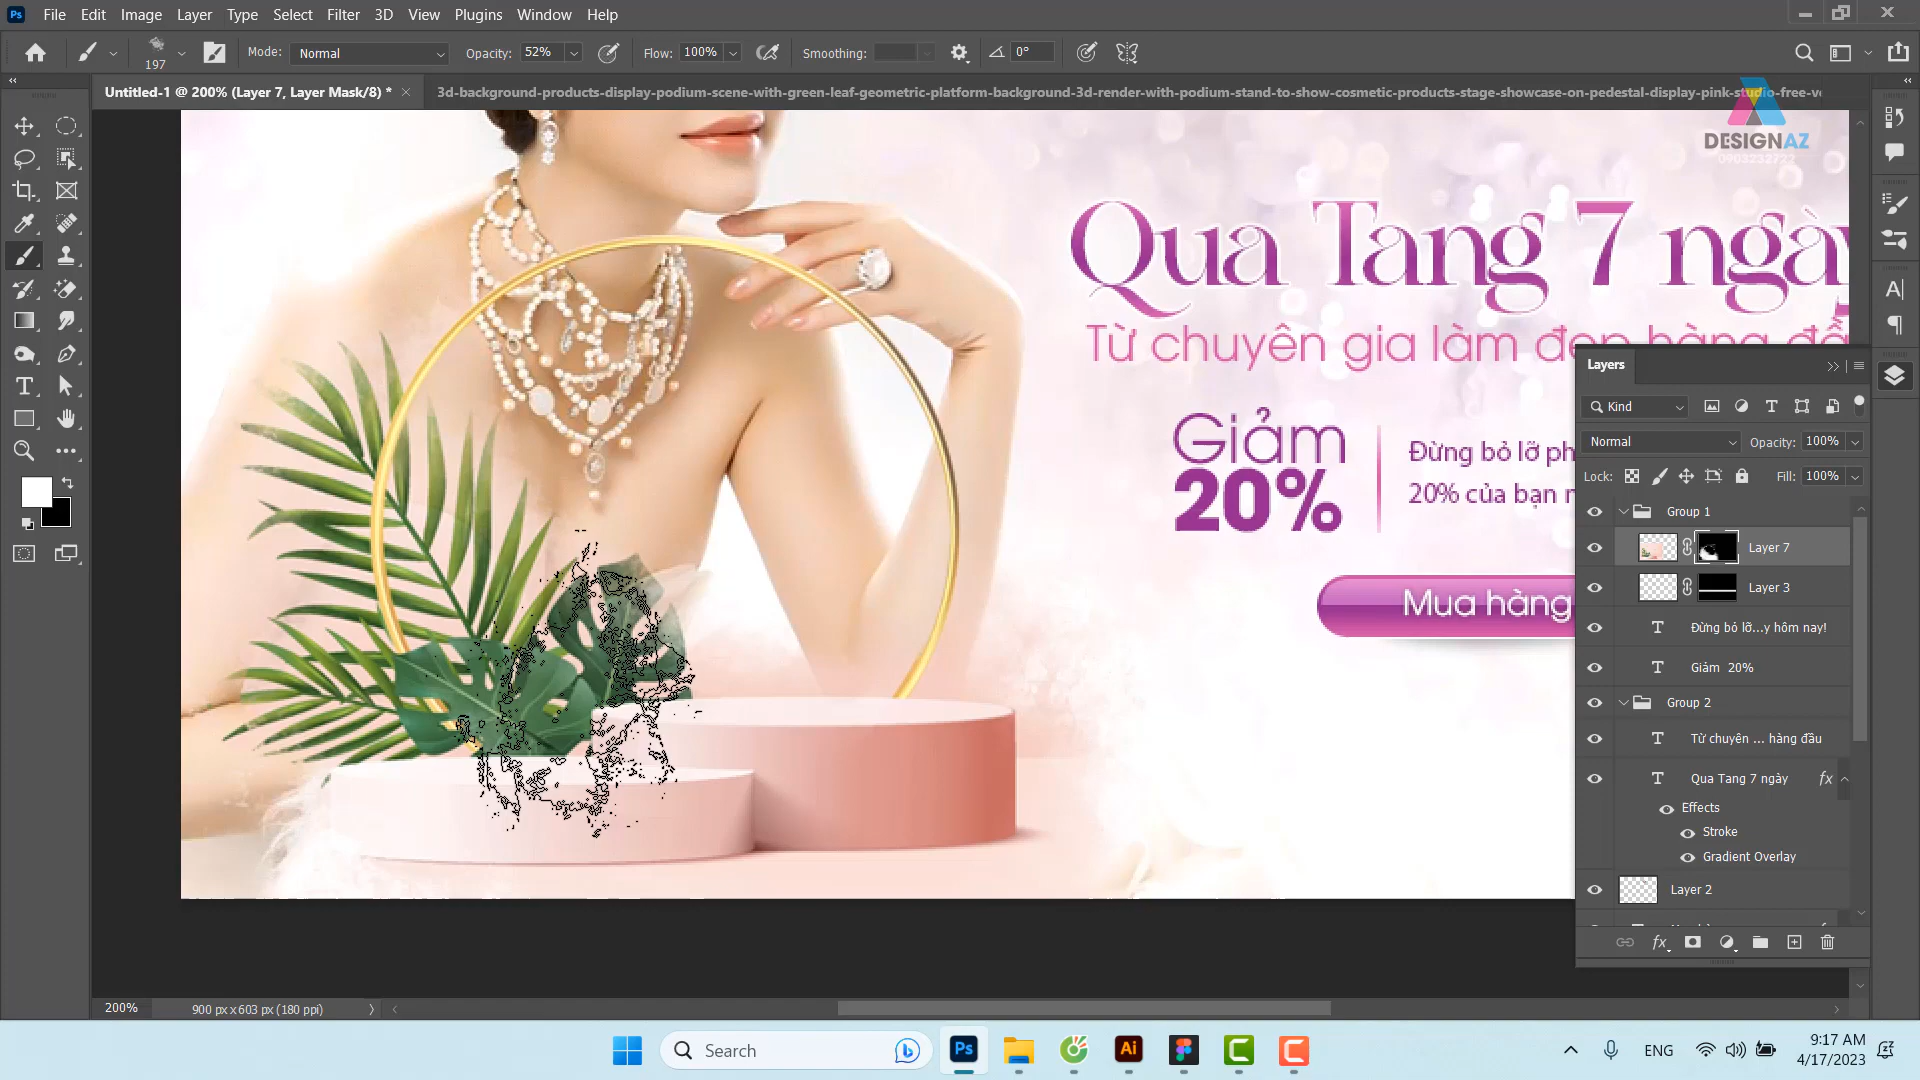 File Edit Image Layer Type Select Filter 3D View Plugins Window Help
197 Mode: Normal Opacity: 52% Flow: 100% Smoothing: 0°
Untitled-1 @ 200% (Layer 7, Layer Mask/8) *
3d-background-products-display-podium-scene-with-green-leaf-geometric-platform-background-3d-render-with-podium-stand-to-show-cosmetic-products-stage-showcase-on-pedestal-display-pink-studio-free-ve
DESIGNAZ
0903232722
Qua Tang 7 ngày
Từ chuyên gia làm đẹp hàng đầ
Giảm
20%
Đừng bỏ lỡ ph
20% của bạn n
Mua hàng
Layers
Kind
Normal Opacity: 100%
Lock: Fill: 100%
Group 1
Layer 7
Layer 3
Đừng bỏ lỡ...y hôm nay!
Giảm 20%
Group 2
Từ chuyên ... hàng đầu
Qua Tang 7 ngày fx
Effects
Stroke
Gradient Overlay
Layer 2
200% 900 px x 603 px (180 ppi)
Search
ENG
9:17 AM
4/17/2023